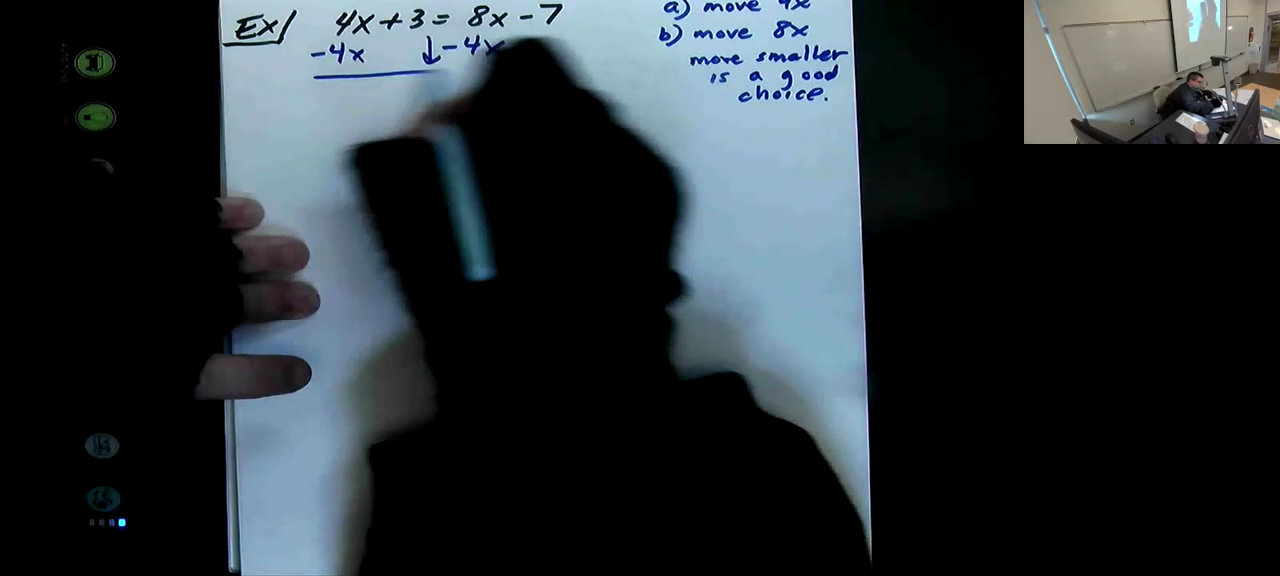 Ex/ 4x + 3 = 8x - 7
-4x ↓ - 4x
a) move 4x
b) move 8x
move smaller
is a good
choice.